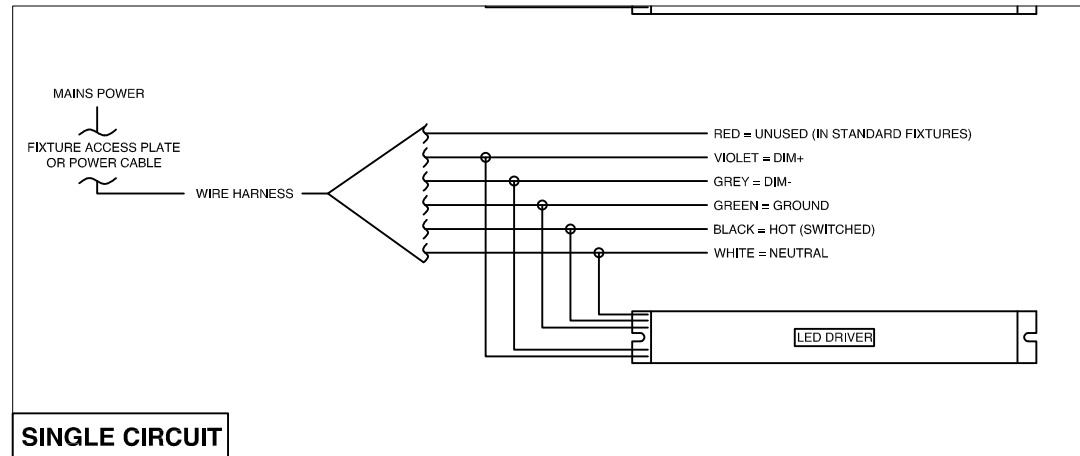 MAINS POWER
FIXTURE ACCESS PLATE
OR POWER CABLE
WIRE HARNESS
RED = UNUSED (IN STANDARD FIXTURES)
VIOLET = DIM+
GREY = DIM-
GREEN = GROUND
BLACK = HOT (SWITCHED)
WHITE = NEUTRAL
LED DRIVER
SINGLE CIRCUIT